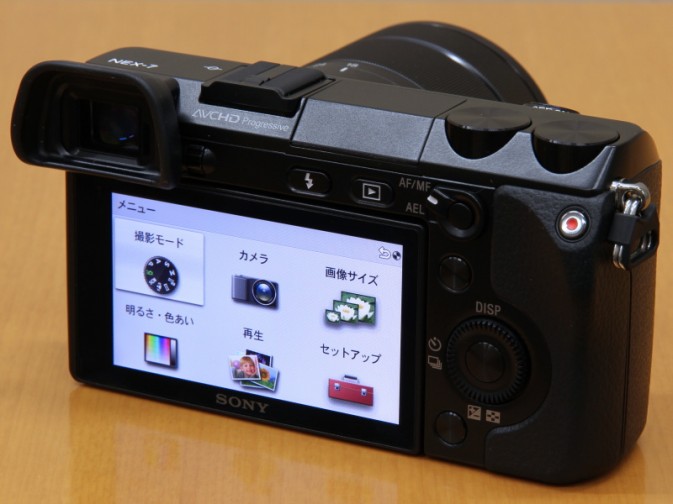 NEX-7
AVCHD Progressive
AF/MF
AEL
メニュー
撮影モード
カメラ
画像サイズ
明るさ・色あい
再生
セットアップ
DISP
SONY